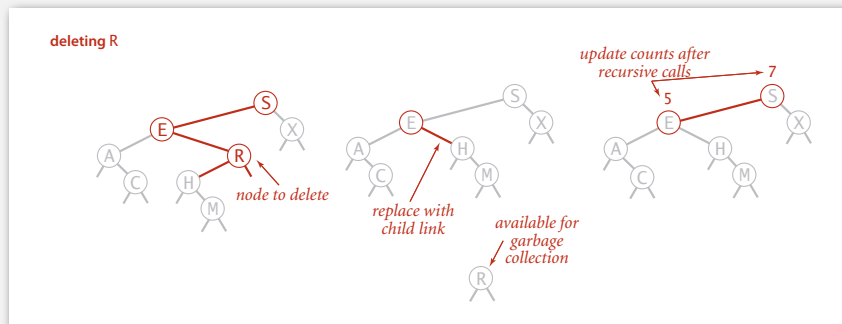 deleting R
S
E
X
A
R
C
H
M
node to delete
S
E
X
A
H
C
M
replace with
child link
available for
garbage
collection
R
update counts after
recursive calls
7
5
S
E
X
A
H
C
M